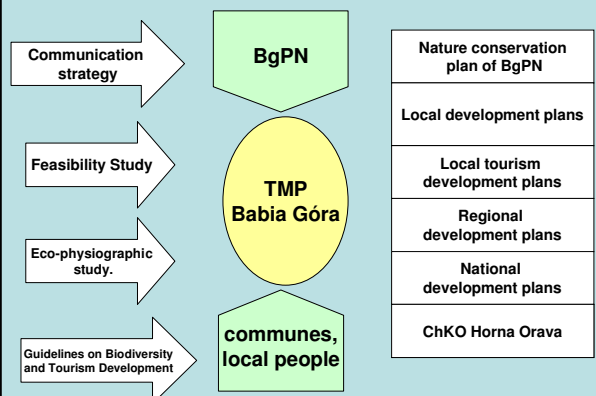 Communication
strategy
Feasibility Study
Eco-physiographic
study.
Guidelines on Biodiversity
and Tourism Development
BgPN
TMP
Babia Góra
communes,
local people
Nature conservation
plan of BgPN
Local development plans
Local tourism
development plans
Regional
development plans
National
development plans
ChKO Horna Orava